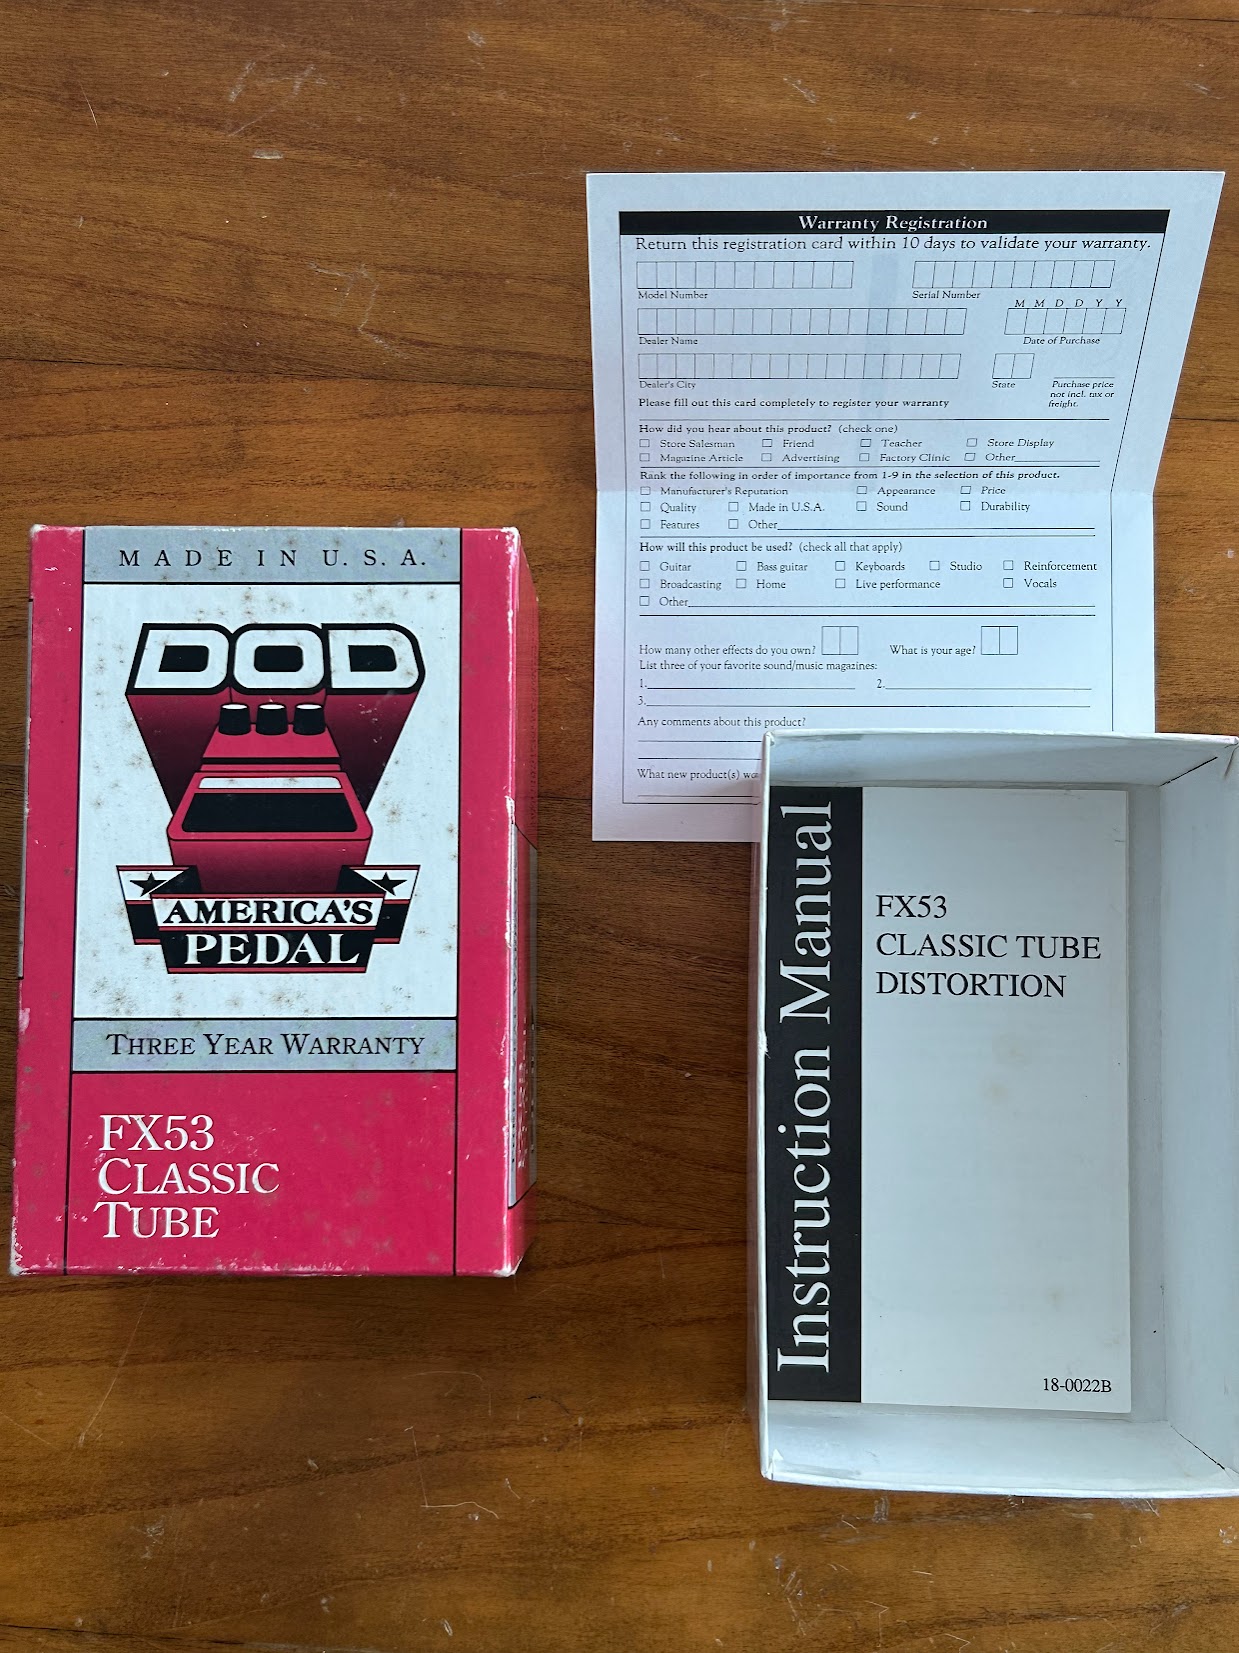 MADE IN U.S.A.
DOD
AMERICA'S
PEDAL
THREE YEAR WARRANTY
FX53
CLASSIC
TUBE
Warranty Registration
Return this registration card within 10 days to validate your warranty.
Model Number
Serial Number
M M D D Y Y
Dealer Name
Date of Purchase
Dealer's City
State
Purchase price
not incl. tax or
freight.
Please fill out this card completely to register your warranty
How did you hear about this product? (check one)
Store Salesman Friend Teacher Store Display
Magazine Article Advertising Factory Clinic Other
Rank the following in order of importance from 1-9 in the selection of this product.
Manufacturer's Reputation Appearance Price
Quality Made in U.S.A. Sound Durability
Features Other
How will this product be used? (check all that apply)
Guitar Bass guitar Keyboards Studio Reinforcement
Broadcasting Home Live performance Vocals
Other
How many other effects do you own? What is your age?
List three of your favorite sound/music magazines:
1. 2.
3.
Any comments about this product?
What new product(s)
Instruction Manual
FX53
CLASSIC TUBE
DISTORTION
18-0022B